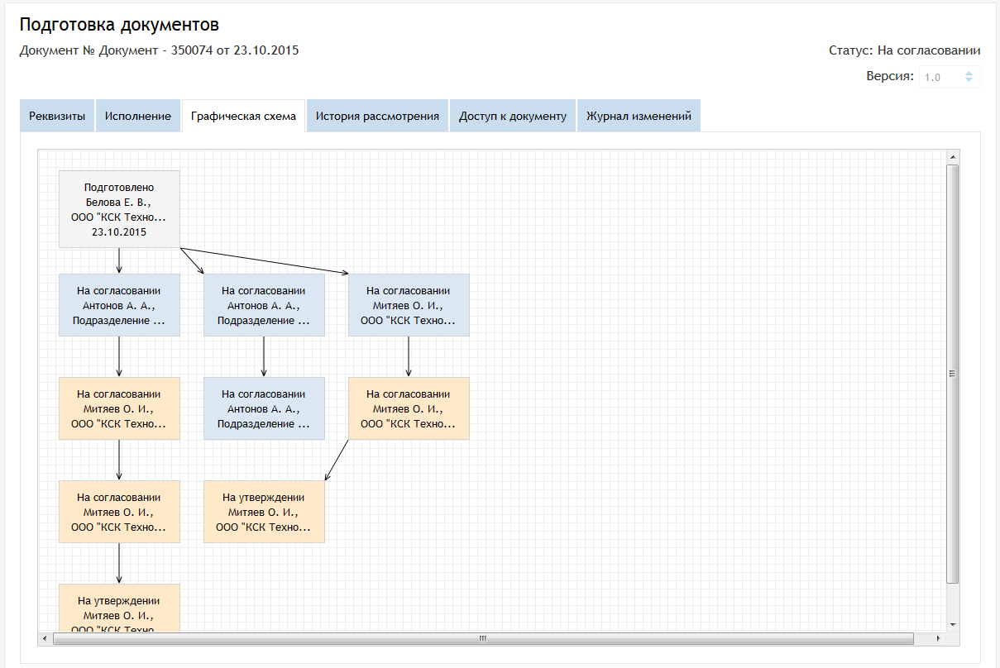 Подготовка документов
Документ № Документ - 350074 от 23.10.2015
Статус: На согласовании
Версия: 1.0
Реквизиты Исполнение Графическая схема История рассмотрения Доступ к документу Журнал изменений
Подготовлено
Белова Е. В.,
ООО "КСК Техно...
23.10.2015
На согласовании
Антонов А. А.,
Подразделение ...
На согласовании
Антонов А. А.,
Подразделение ...
На согласовании
Митяев О. И.,
ООО "КСК Техно...
На согласовании
Митяев О. И.,
ООО "КСК Техно...
На согласовании
Антонов А. А.,
Подразделение ...
На согласовании
Митяев О. И.,
ООО "КСК Техно...
На согласовании
Митяев О. И.,
ООО "КСК Техно...
На утверждении
Митяев О. И.,
ООО "КСК Техно...
На утверждении
Митяев О. И.,
ООО "КСК Техно...